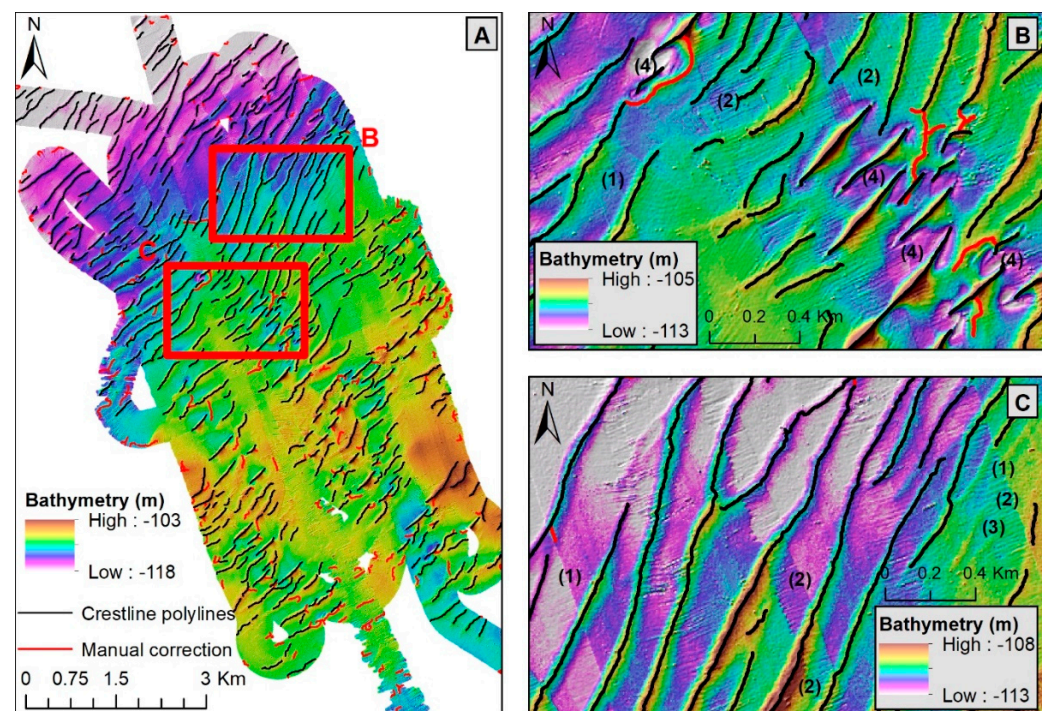 N
A
B
C
Bathymetry (m)
High : -103
Low : -118
Crestline polylines
Manual correction
0 0.75 1.5 3 Km
N
B
(4)
(2)
(2)
(1)
(4)
(4)
(4)
Bathymetry (m)
High : -105
Low : -113
0 0.2 0.4 Km
N
C
(1)
(2)
(3)
(1)
(2)
(2)
0 0.2 0.4 Km
Bathymetry (m)
High : -108
Low : -113